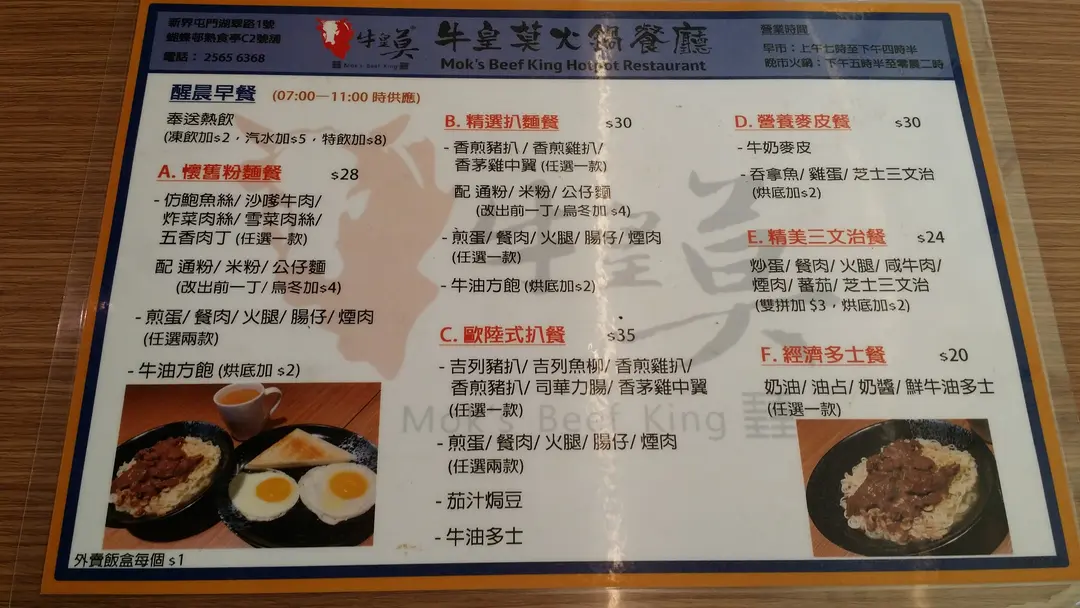 新界屯門湖翠路1號
蝴蝶邨熟食亭C2號舖
電話： 2565 6368
牛皇莫
Mok's Beef King
牛皇莫火鍋餐廳
Mok's Beef King Hotpot Restaurant
營業時間
早市：上午七時至下午四時半
晚市火鍋：下午五時半至零晨二時
醒晨早餐 (07:00—11:00 時供應)
奉送熱飲
(凍飲加$2，汽水加$5，特飲加$8)
A. 懷舊粉麵餐 $28
- 仿鮑魚絲/ 沙嗲牛肉/
炸菜肉絲/ 雪菜肉絲/
五香肉丁 (任選一款)
配 通粉/ 米粉/ 公仔麵
(改出前一丁/ 烏冬加$4)
- 煎蛋/ 餐肉/ 火腿/ 腸仔/ 煙肉
(任選兩款)
- 牛油方飽 (烘底加 $2)
外賣飯盒每個 $1
B. 精選扒麵餐 $30
- 香煎豬扒 / 香煎雞扒/
香茅雞中翼 (任選一款)
配 通粉/ 米粉/ 公仔麵
(改出前一丁/ 烏冬加 $4)
- 煎蛋/ 餐肉/ 火腿/ 腸仔/ 煙肉
(任選一款)
- 牛油方飽 (烘底加$2)
C. 歐陸式扒餐 $35
- 吉列豬扒/ 吉列魚柳/ 香煎雞扒/
香煎豬扒/ 司華力腸/ 香茅雞中翼
(任選一款)
- 煎蛋/ 餐肉/ 火腿/ 腸仔/ 煙肉
(任選兩款)
- 茄汁焗豆
- 牛油多士
D. 營養麥皮餐 $30
- 牛奶麥皮
- 吞拿魚/ 雞蛋/ 芝士三文治
(烘底加$2)
E. 精美三文治餐 $24
炒蛋/ 餐肉/ 火腿/ 咸牛肉/
煙肉/ 蕃茄/ 芝士三文治
(雙拼加 $3，烘底加$2)
F. 經濟多士餐 $20
奶油/ 油占/ 奶醬/ 鮮牛油多士
(任選一款)
牛皇莫
Mok's Beef King